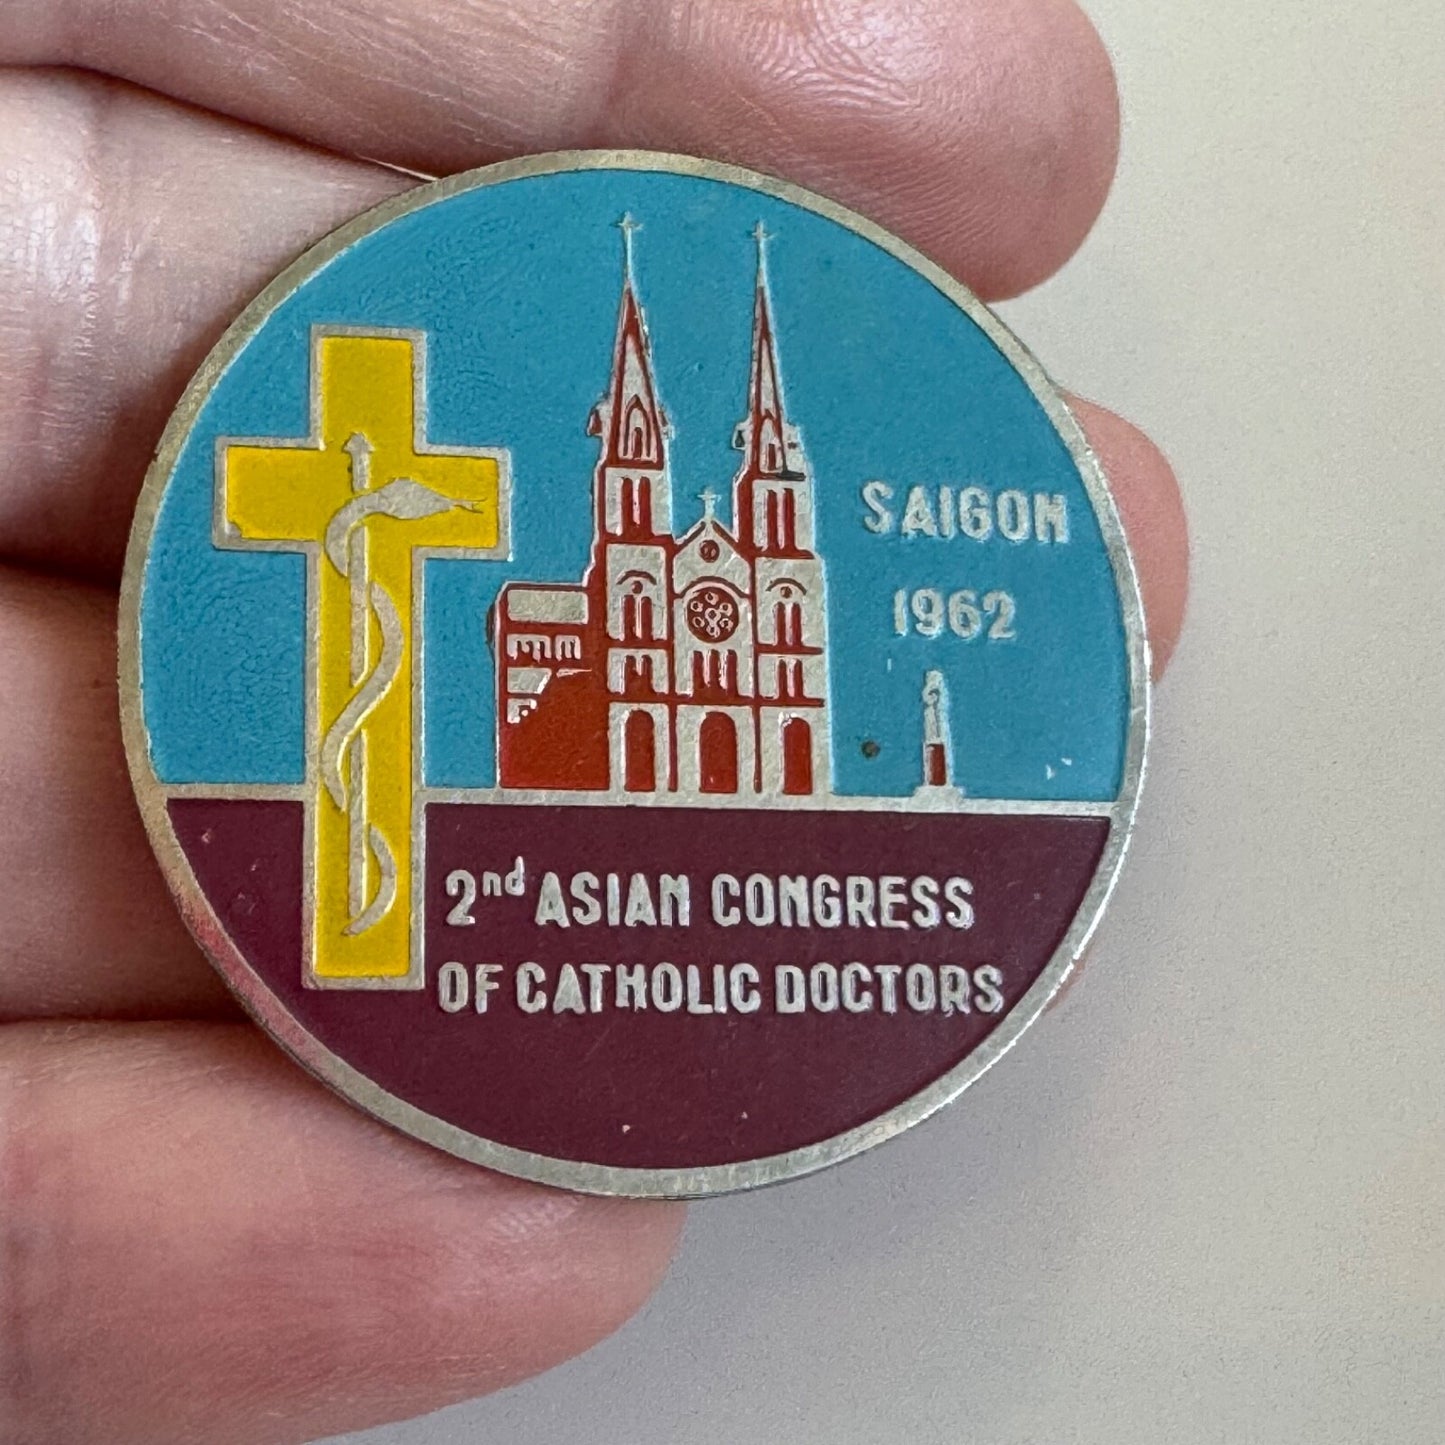 SAIGON
1962
2nd ASIAN CONGRESS
OF CATHOLIC DOCTORS